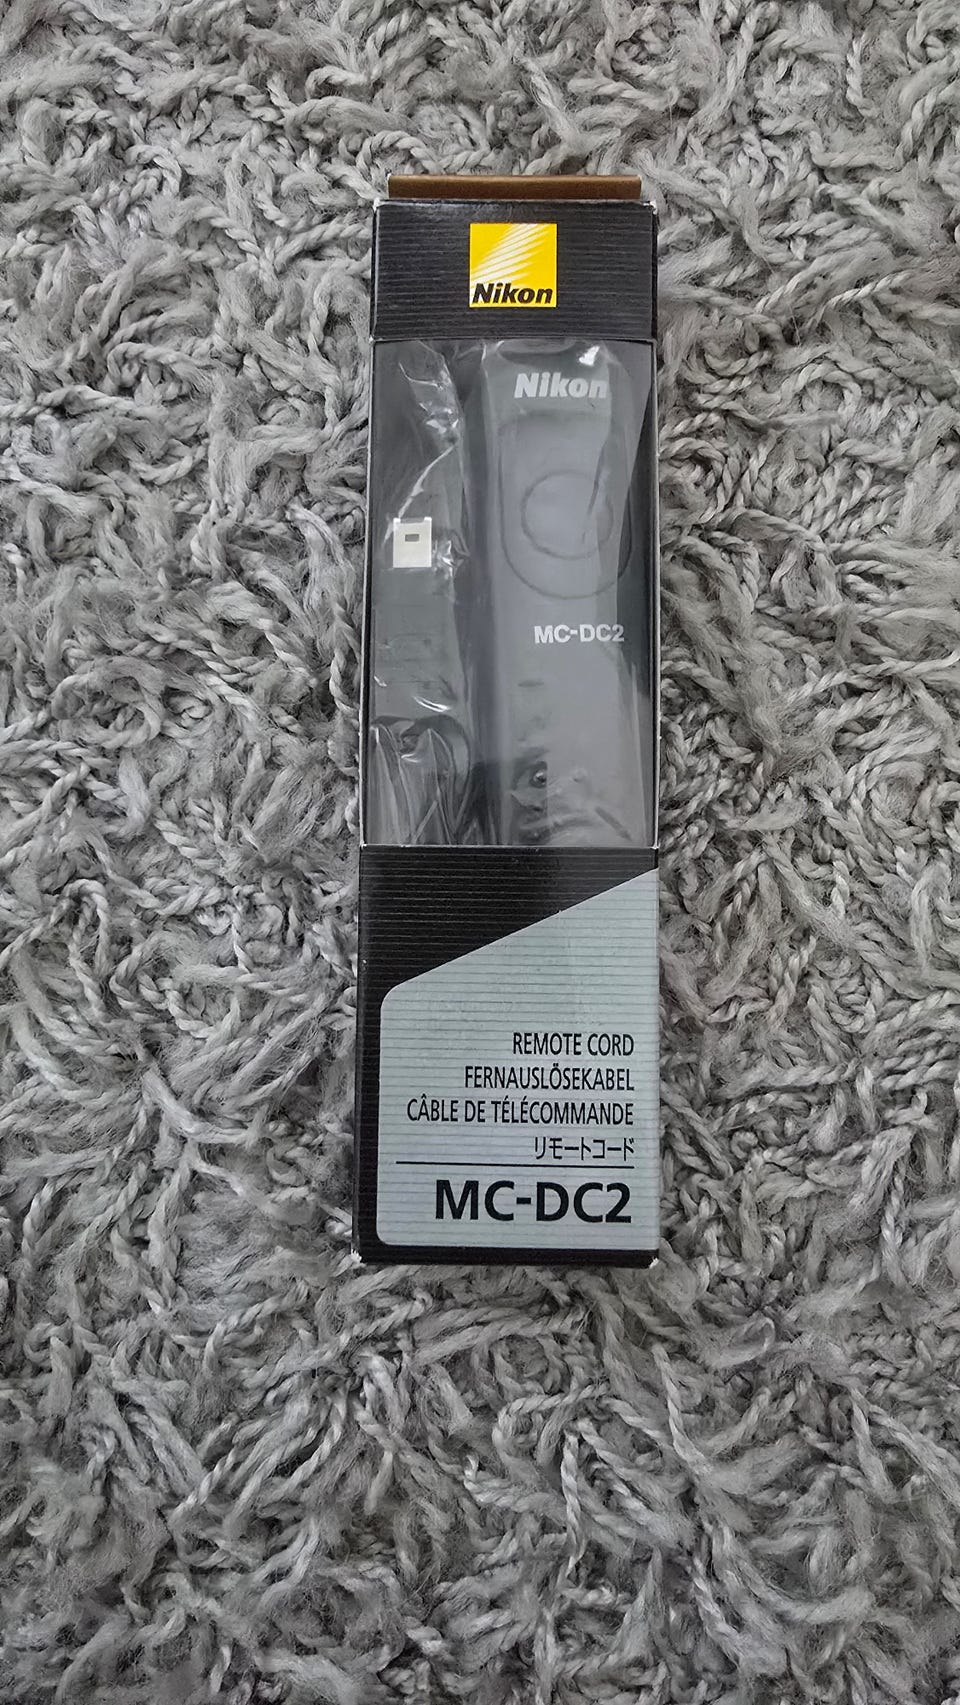 Nikon
Nikon
MC-DC2
REMOTE CORD
FERNAUSLÖSEKABEL
CÂBLE DE TÉLÉCOMMANDE
リモートコード
MC-DC2